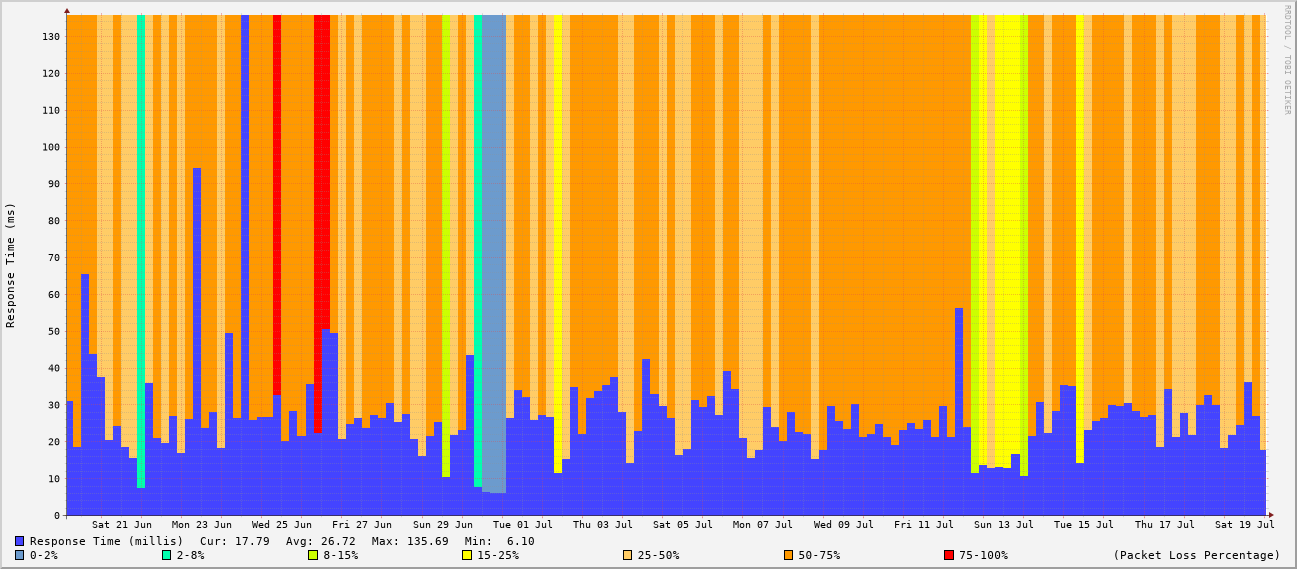 RRDTOOL / TOBI OETIKER
Response Time (ms)
130
120
110
100
90
80
70
60
50
40
30
20
10
0
Sat 21 Jun Mon 23 Jun Wed 25 Jun Fri 27 Jun Sun 29 Jun Tue 01 Jul Thu 03 Jul Sat 05 Jul Mon 07 Jul Wed 09 Jul Fri 11 Jul Sun 13 Jul Tue 15 Jul Thu 17 Jul Sat 19 Jul
Response Time (millis) Cur: 17.79 Avg: 26.72 Max: 135.69 Min: 6.10
0-2% 2-8% 8-15% 15-25% 25-50% 50-75% 75-100% (Packet Loss Percentage)